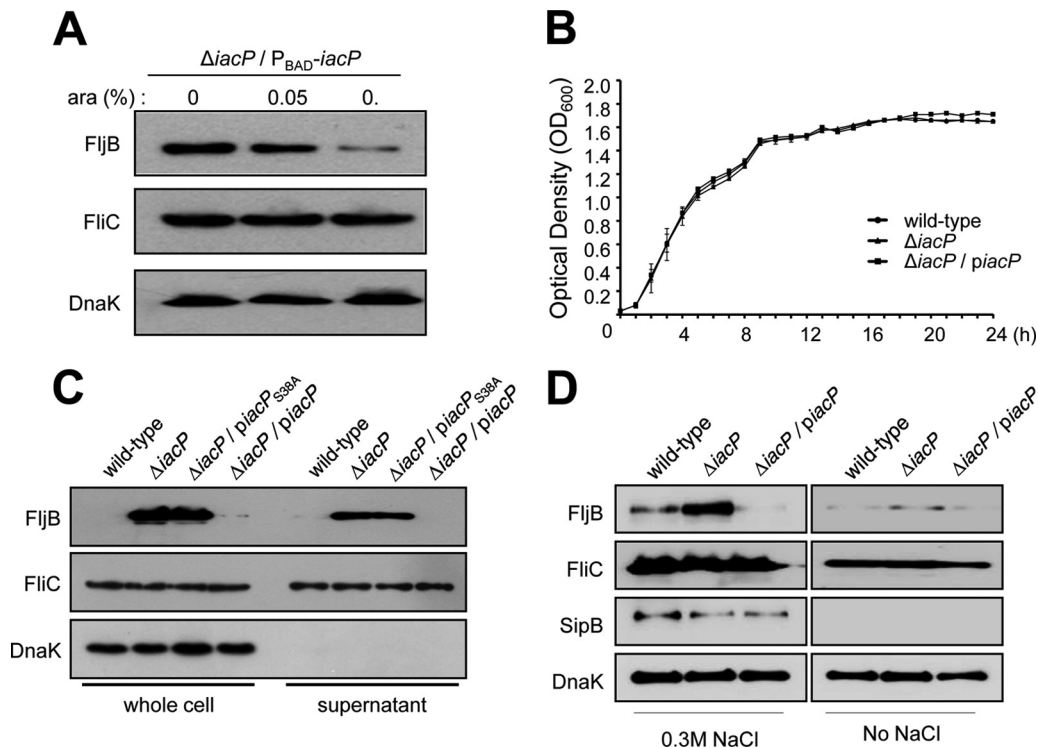 A
ΔiacP / PBAD-iacP
ara (%) : 0 0.05 0.
FljB
FliC
DnaK
B
Optical Density (OD600)
2.0
1.8
1.6
1.4
1.2
1.0
0.8
0.6
0.4
0.2
0
4 8 12 16 20 24 (h)
wild-type
ΔiacP
ΔiacP / piacP
C
wild-type ΔiacP ΔiacP / piacPS38A ΔiacP / piacP wild-type ΔiacP ΔiacP / piacPS38A ΔiacP / piacP
FljB
FliC
DnaK
whole cell supernatant
D
wild-type ΔiacP ΔiacP / piacP wild-type ΔiacP ΔiacP / piacP
FljB
FliC
SipB
DnaK
0.3M NaCl No NaCl